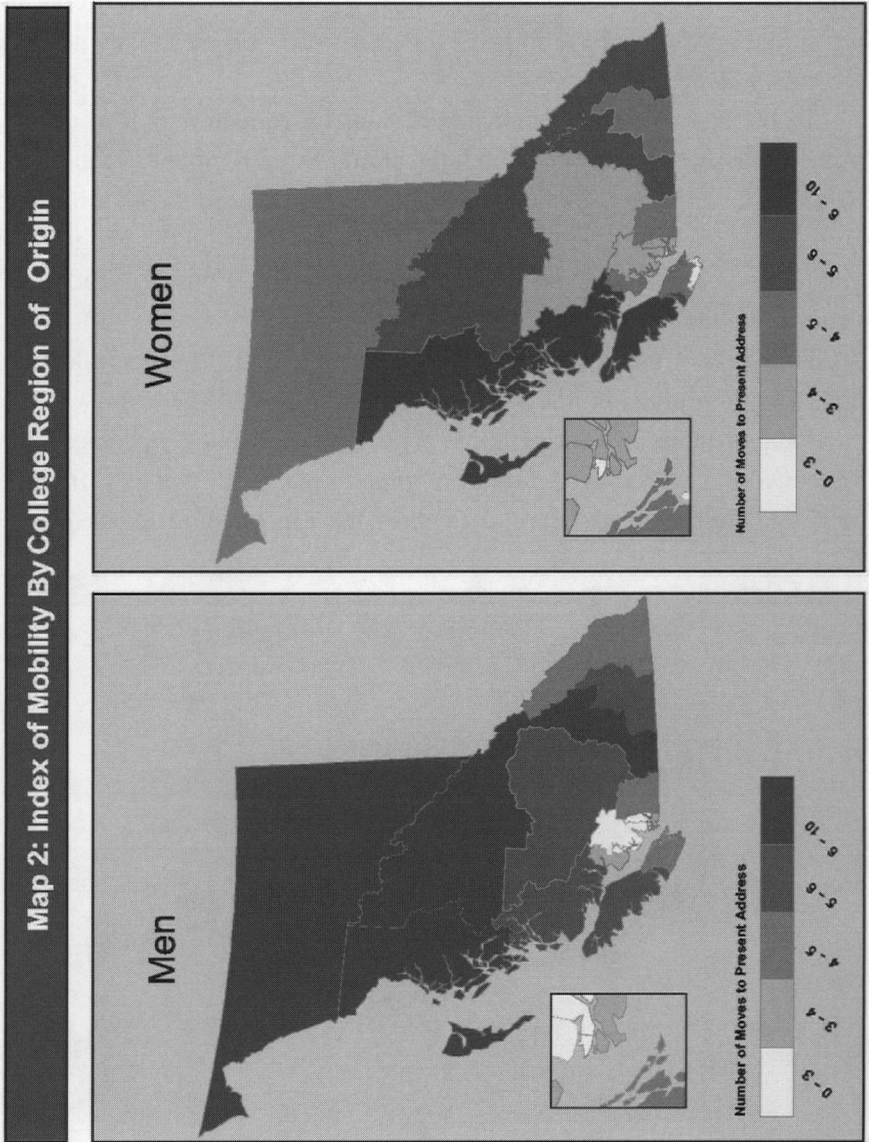 Map 2: Index of Mobility By College Region of Origin
Men
Number of Moves to Present Address
0 - 3
3 - 4
4 - 5
5 - 6
6 - 10
Women
Number of Moves to Present Address
0 - 3
3 - 4
4 - 5
5 - 6
6 - 10